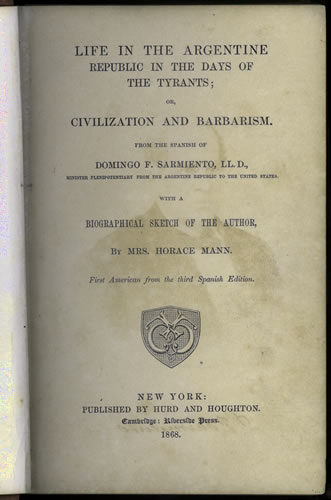 LIFE IN THE ARGENTINE
REPUBLIC IN THE DAYS OF
THE TYRANTS;
OR,
CIVILIZATION AND BARBARISM.
FROM THE SPANISH OF
DOMINGO F. SARMIENTO, LL. D.,
MINISTER PLENIPOTENTIARY FROM THE ARGENTINE REPUBLIC TO THE UNITED STATES.
WITH A
BIOGRAPHICAL SKETCH OF THE AUTHOR,
BY MRS. HORACE MANN.
First American from the third Spanish Edition.
NEW YORK:
PUBLISHED BY HURD AND HOUGHTON.
Cambridge: Riverside Press.
1868.